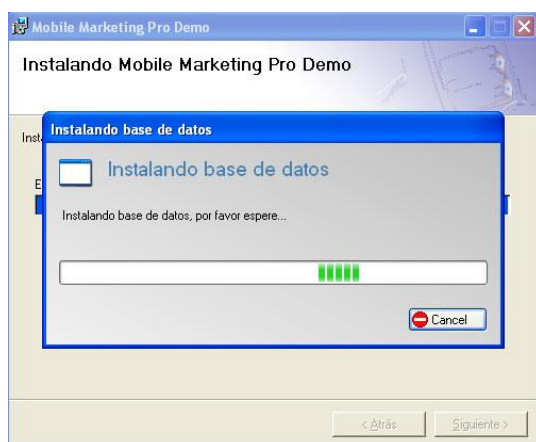 Mobile Marketing Pro Demo
Instalando Mobile Marketing Pro Demo
Inst
Instalando base de datos
Instalando base de datos
E
Instalando base de datos, por favor espere...
Cancel
< Atrás
Siguiente >